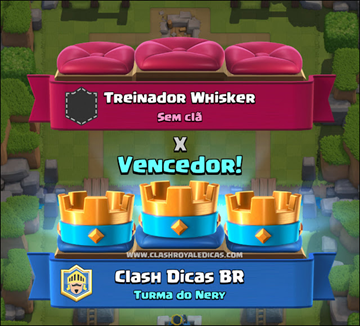 Treinador Whisker
Sem clã
X
Vencedor!
WWW.CLASHROYALEDICAS.COM
Clash Dicas BR
Turma do Nery